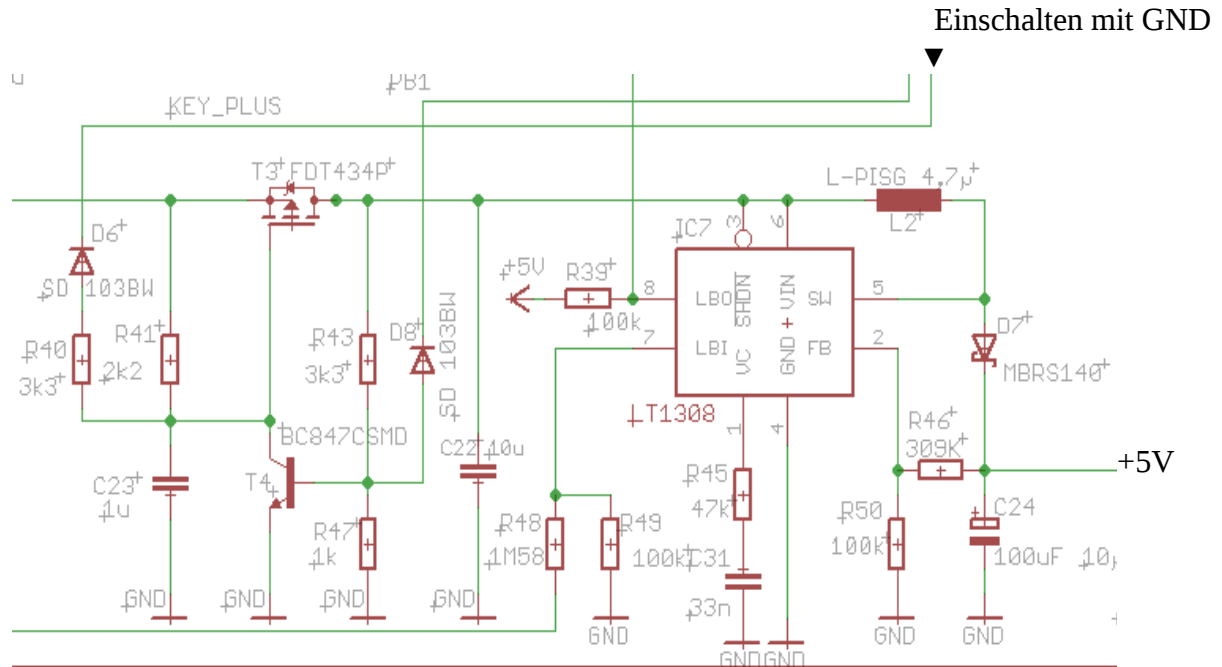 Einschalten mit GND
PB1
KEY_PLUS
T3 FDT434P
L-PISG 4,7µ
L2
IC7
3
6
D6
SD 103BW
+5V
R39
100k
8
LBO
SHDN
VIN
SW
5
D7
MBRS140
R40
3k3
R41
2k2
R43
3k3
D8
SD 103BW
7
LBI
VC
GND
FB
2
LT1308
1
4
BC847CSMD
T4
C22 10u
R46
309K
+5V
C23
1u
R47
1k
R48
1M58
R49
100k
R45
47k
C31
33n
R50
100k
C24
100uF
10µ
GND
GND
GND
GND
GND
GND
GND
GND
GND